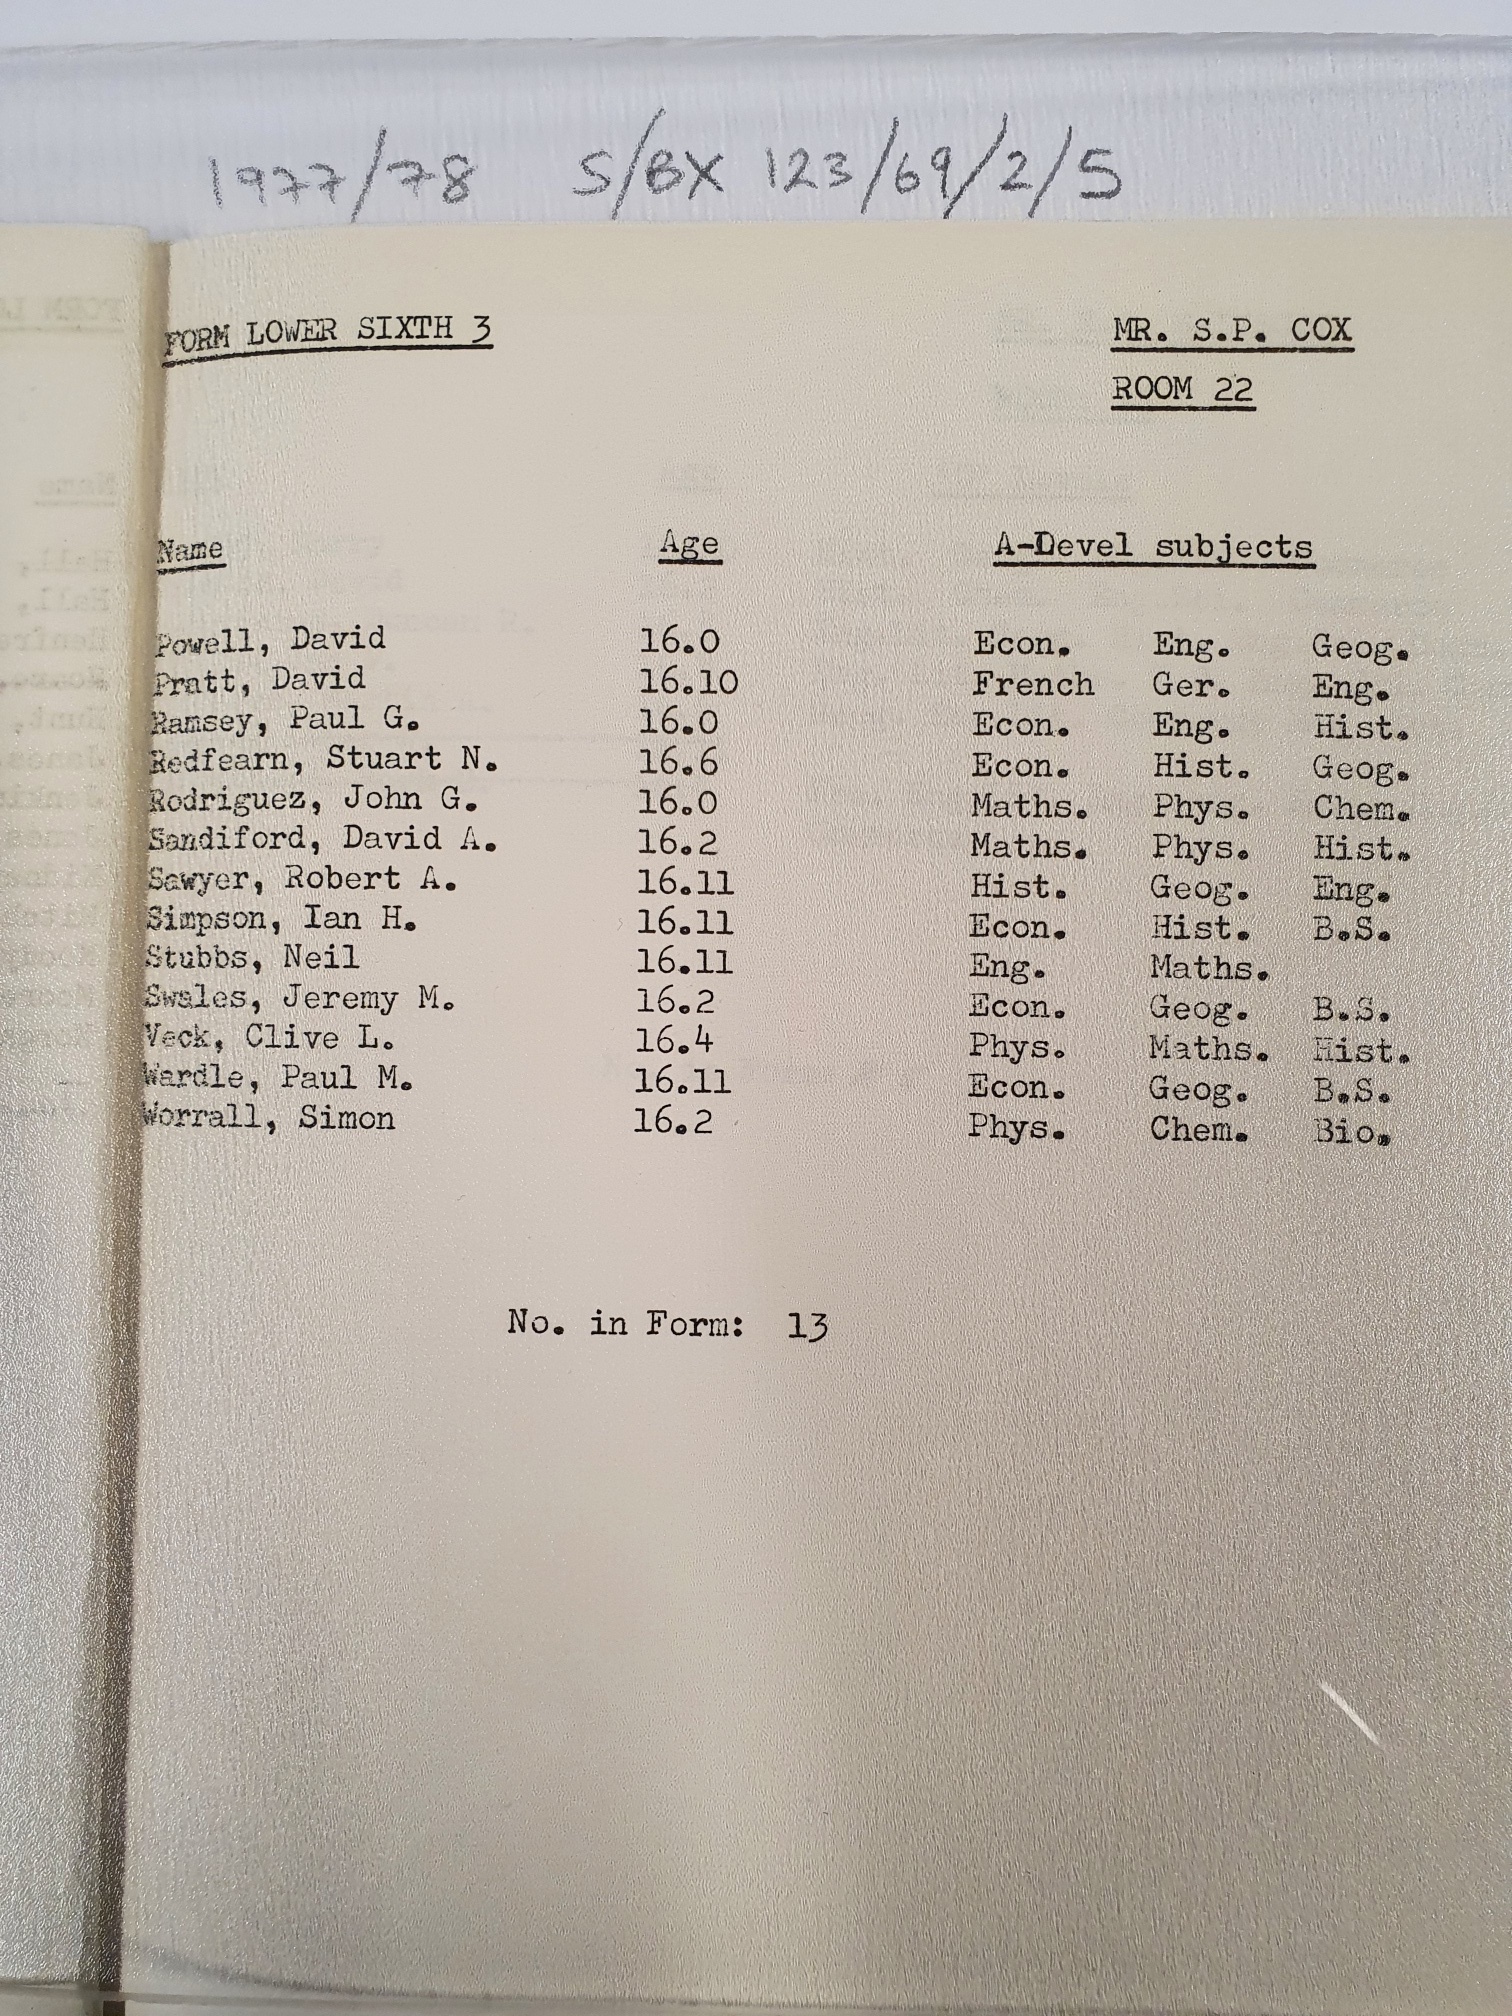 1977/78 S/BX 123/69/2/5
FORM LOWER SIXTH 3 MR. S.P. COX
ROOM 22
Name Age A-Devel subjects
Powell, David 16.0 Econ. Eng. Geog.
Pratt, David 16.10 French Ger. Eng.
Ramsey, Paul G. 16.0 Econ. Eng. Hist.
Redfearn, Stuart N. 16.6 Econ. Hist. Geog.
Rodriguez, John G. 16.0 Maths. Phys. Chem.
Sandiford, David A. 16.2 Maths. Phys. Hist.
Sawyer, Robert A. 16.11 Hist. Geog. Eng.
Simpson, Ian H. 16.11 Econ. Hist. B.S.
Stubbs, Neil 16.11 Eng. Maths.
Swales, Jeremy M. 16.2 Econ. Geog. B.S.
Veck, Clive L. 16.4 Phys. Maths. Hist.
Wardle, Paul M. 16.11 Econ. Geog. B.S.
Worrall, Simon 16.2 Phys. Chem. Bio.
No. in Form: 13